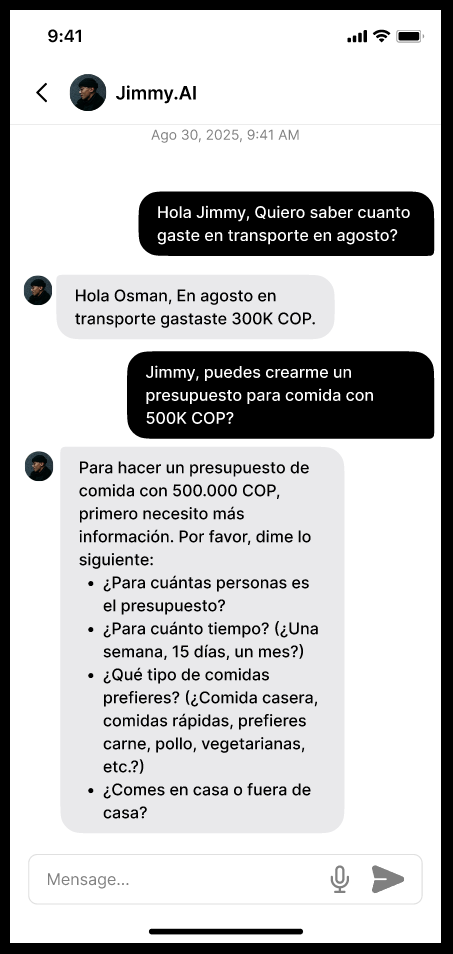 9:41
Jimmy.AI
Ago 30, 2025, 9:41 AM
Hola Jimmy, Quiero saber cuanto
gaste en transporte en agosto?
Hola Osman, En agosto en
transporte gastaste 300K COP.
Jimmy, puedes crearme un
presupuesto para comida con
500K COP?
Para hacer un presupuesto de
comida con 500.000 COP,
primero necesito más
información. Por favor, dime lo
siguiente:
• ¿Para cuántas personas es
el presupuesto?
• ¿Para cuánto tiempo? (¿Una
semana, 15 días, un mes?)
• ¿Qué tipo de comidas
prefieres? (¿Comida casera,
comidas rápidas, prefieres
carne, pollo, vegetarianas,
etc.?)
• ¿Comes en casa o fuera de
casa?
Mensage...